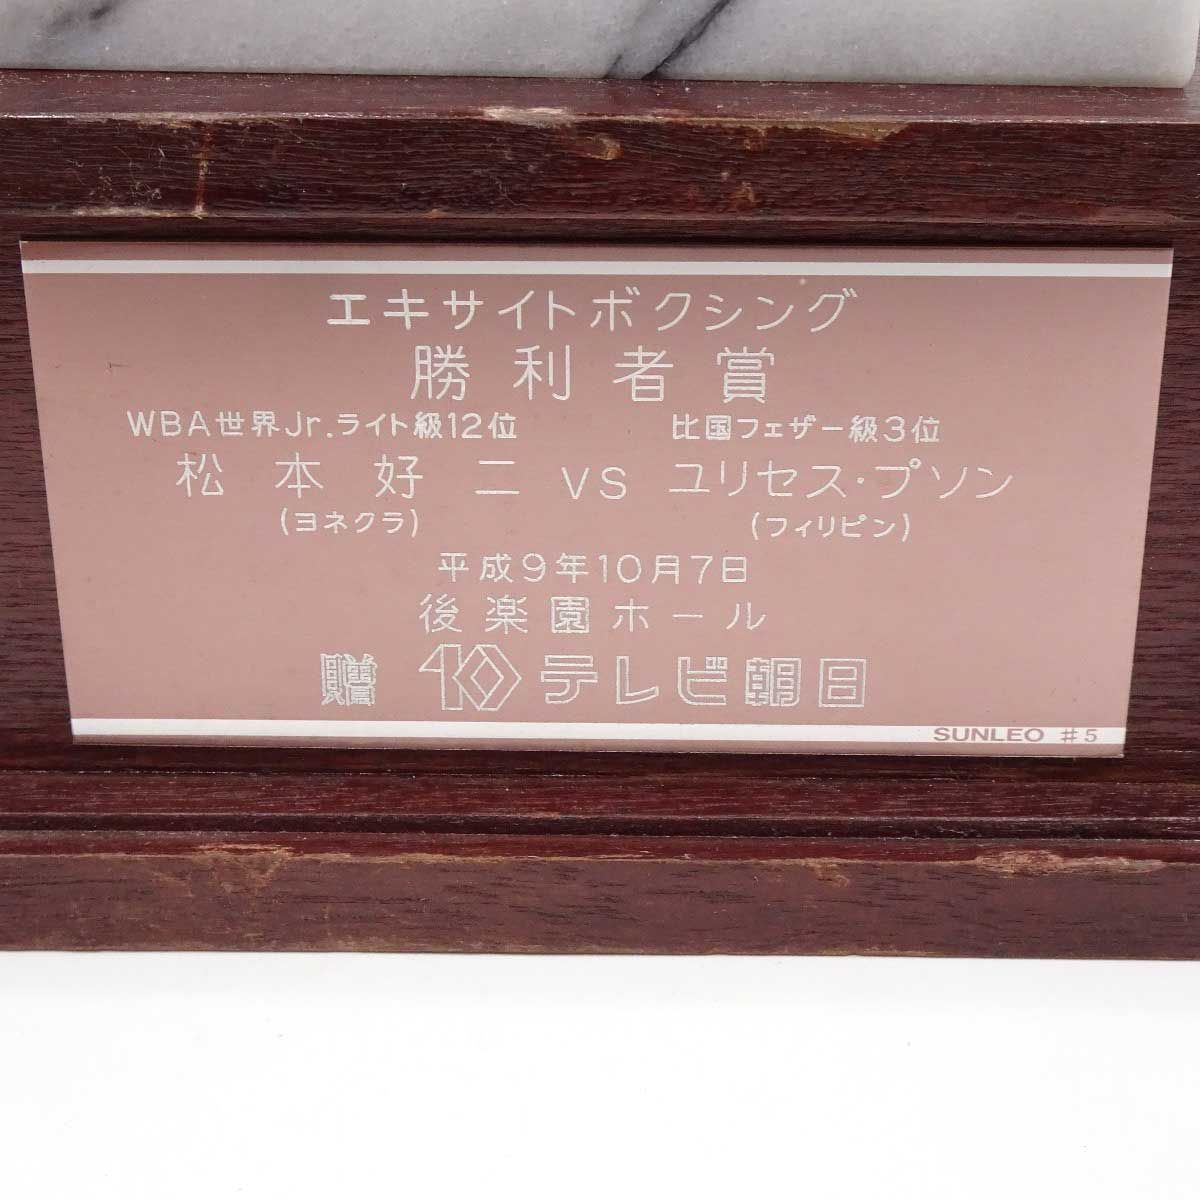 エキサイトボクシング
勝利者賞
WBA世界Jr.ライト級12位 比国フェザー級3位
松本好二 VS ユリセス・プソン
(ヨネクラ) (フィリピン)
平成9年10月7日
後楽園ホール
贈 10 テレビ朝日
SUNLEO #5